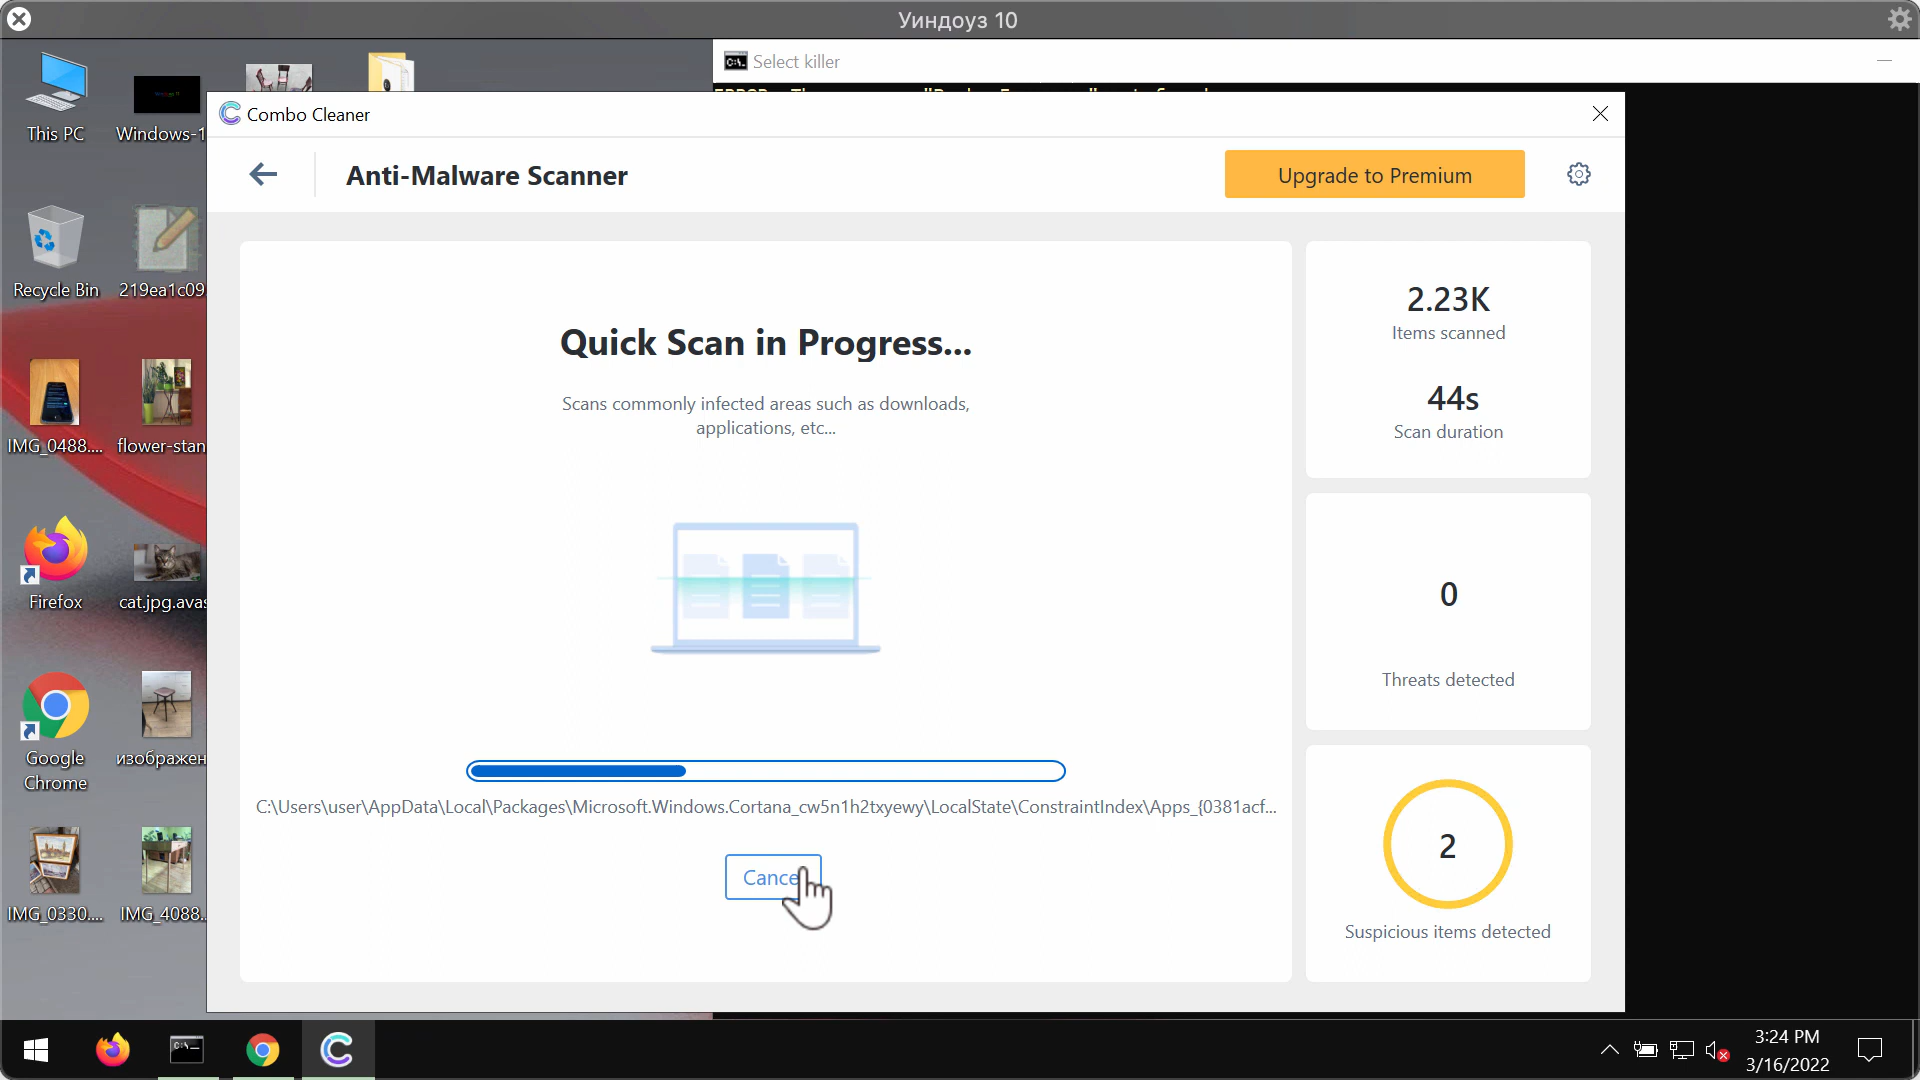 Уиндоуз 10
Select killer
Combo Cleaner
Anti-Malware Scanner
Upgrade to Premium
Quick Scan in Progress...
Scans commonly infected areas such as downloads,
applications, etc...
C:\Users\user\AppData\Local\Packages\Microsoft.Windows.Cortana_cw5n1h2txyewy\LocalState\ConstraintIndex\Apps_{0381acf...
Cance
2.23K
Items scanned
44s
Scan duration
0
Threats detected
2
Suspicious items detected
This PC
Windows-1
Recycle Bin
219ea1c09
IMG_0488....
flower-stan
Firefox
cat.jpg.avas
Google
Chrome
изображен
IMG_0330....
IMG_4088.
3:24 PM
3/16/2022